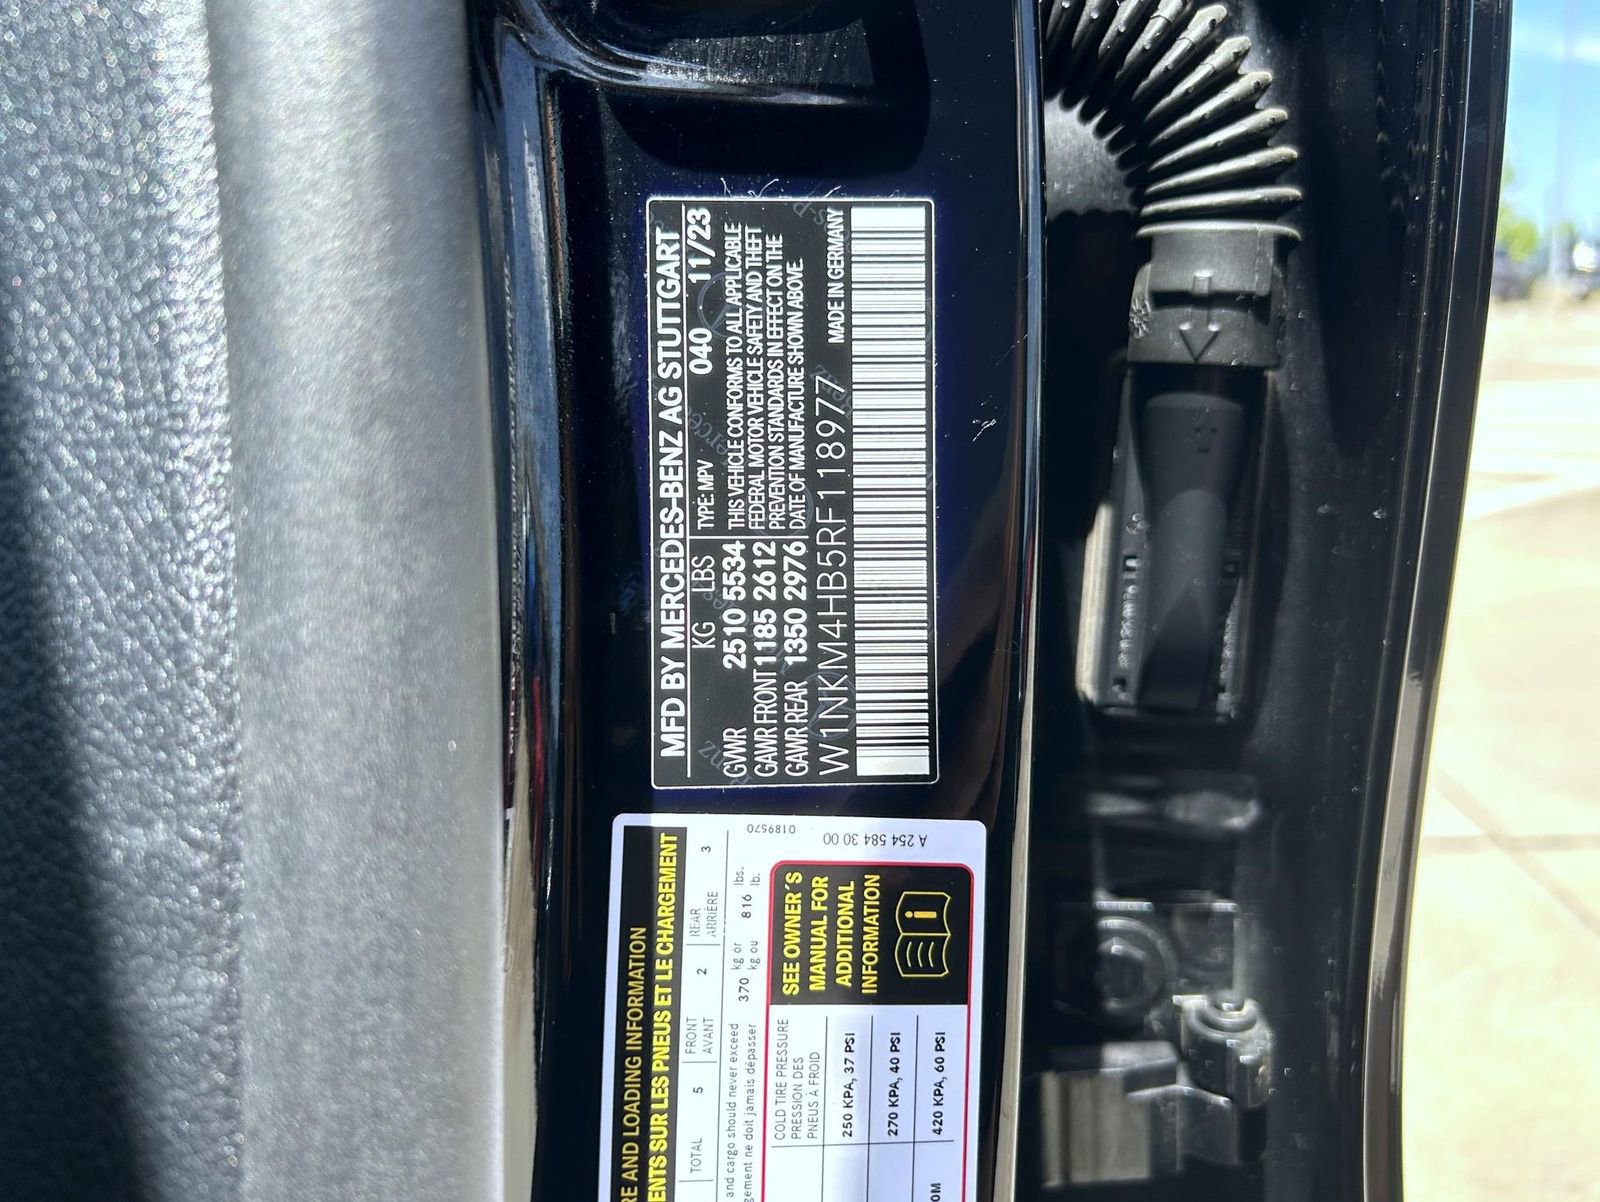 MFD BY MERCEDES-BENZ AG STUTTGART
KG LBS TYPE: MPV 040 11/23
GVWR 2510 5534 THIS VEHICLE CONFORMS TO ALL APPLICABLE
GAWR FRONT 1185 2612 FEDERAL MOTOR VEHICLE SAFETY AND THEFT
GAWR REAR 1350 2976 PREVENTION STANDARDS IN EFFECT ON THE
DATE OF MANUFACTURE SHOWN ABOVE.
W1NKM4HB5RF118977 MADE IN GERMANY
RE AND LOADING INFORMATION
ENTS SUR LES PNEUS ET LE CHARGEMENT
TOTAL 5 FRONT 2 REAR 3
AVANT ARRIÈRE
and cargo should never exceed 370 kg or 816 lbs.
gement ne doit jamais dépasser kg ou lb.
COLD TIRE PRESSURE
PRESSION DES
PNEUS À FROID
250 KPA, 37 PSI
270 KPA, 40 PSI
420 KPA, 60 PSI
OM
SEE OWNER'S
MANUAL FOR
ADDITIONAL
INFORMATION
0189570
A 254 584 30 00